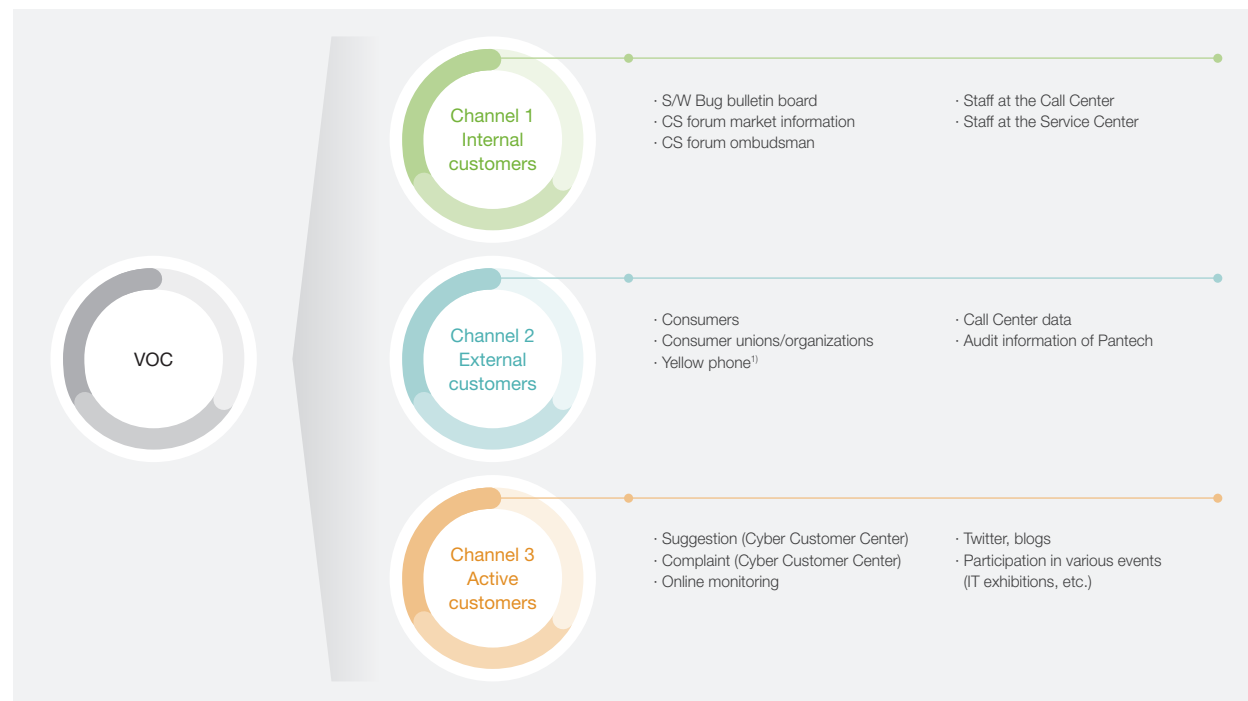 VOC
Channel 1
Internal
customers
· S/W Bug bulletin board
· CS forum market information
· CS forum ombudsman
· Staff at the Call Center
· Staff at the Service Center
Channel 2
External
customers
· Consumers
· Consumer unions/organizations
· Yellow phone1)
· Call Center data
· Audit information of Pantech
Channel 3
Active
customers
· Suggestion (Cyber Customer Center)
· Complaint (Cyber Customer Center)
· Online monitoring
· Twitter, blogs
· Participation in various events
(IT exhibitions, etc.)